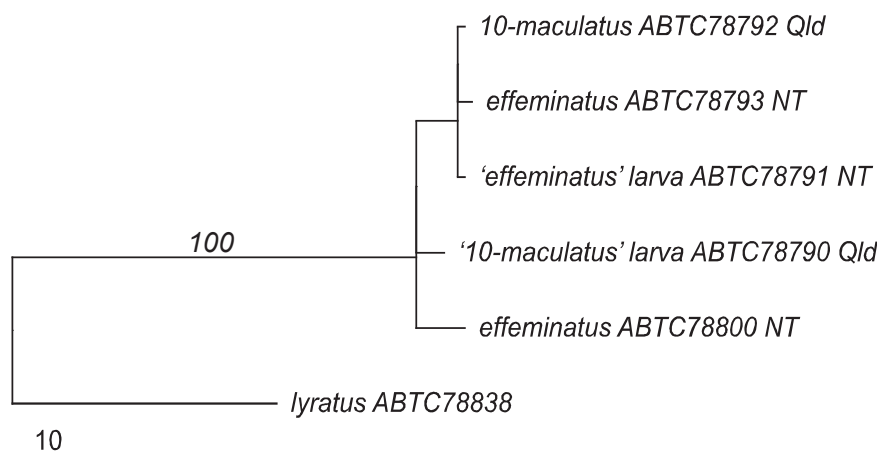 10-maculatus ABTC78792 Qld
effeminatus ABTC78793 NT
‘effeminatus’ larva ABTC78791 NT
100
‘10-maculatus’ larva ABTC78790 Qld
effeminatus ABTC78800 NT
lyratus ABTC78838
10